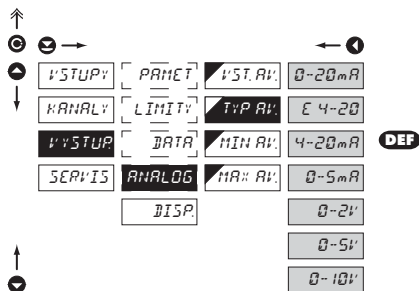 VSTUPY PAMET VST. AV. 0-20mA
KANALY LIMITY TYP AV. E 4-20
VYSTUP. DATA MIN AV. 4-20mA DEF
SERVIS ANALOG MAX AV. 0-5mA
DISP. 0-2V
0-5V
0-10V